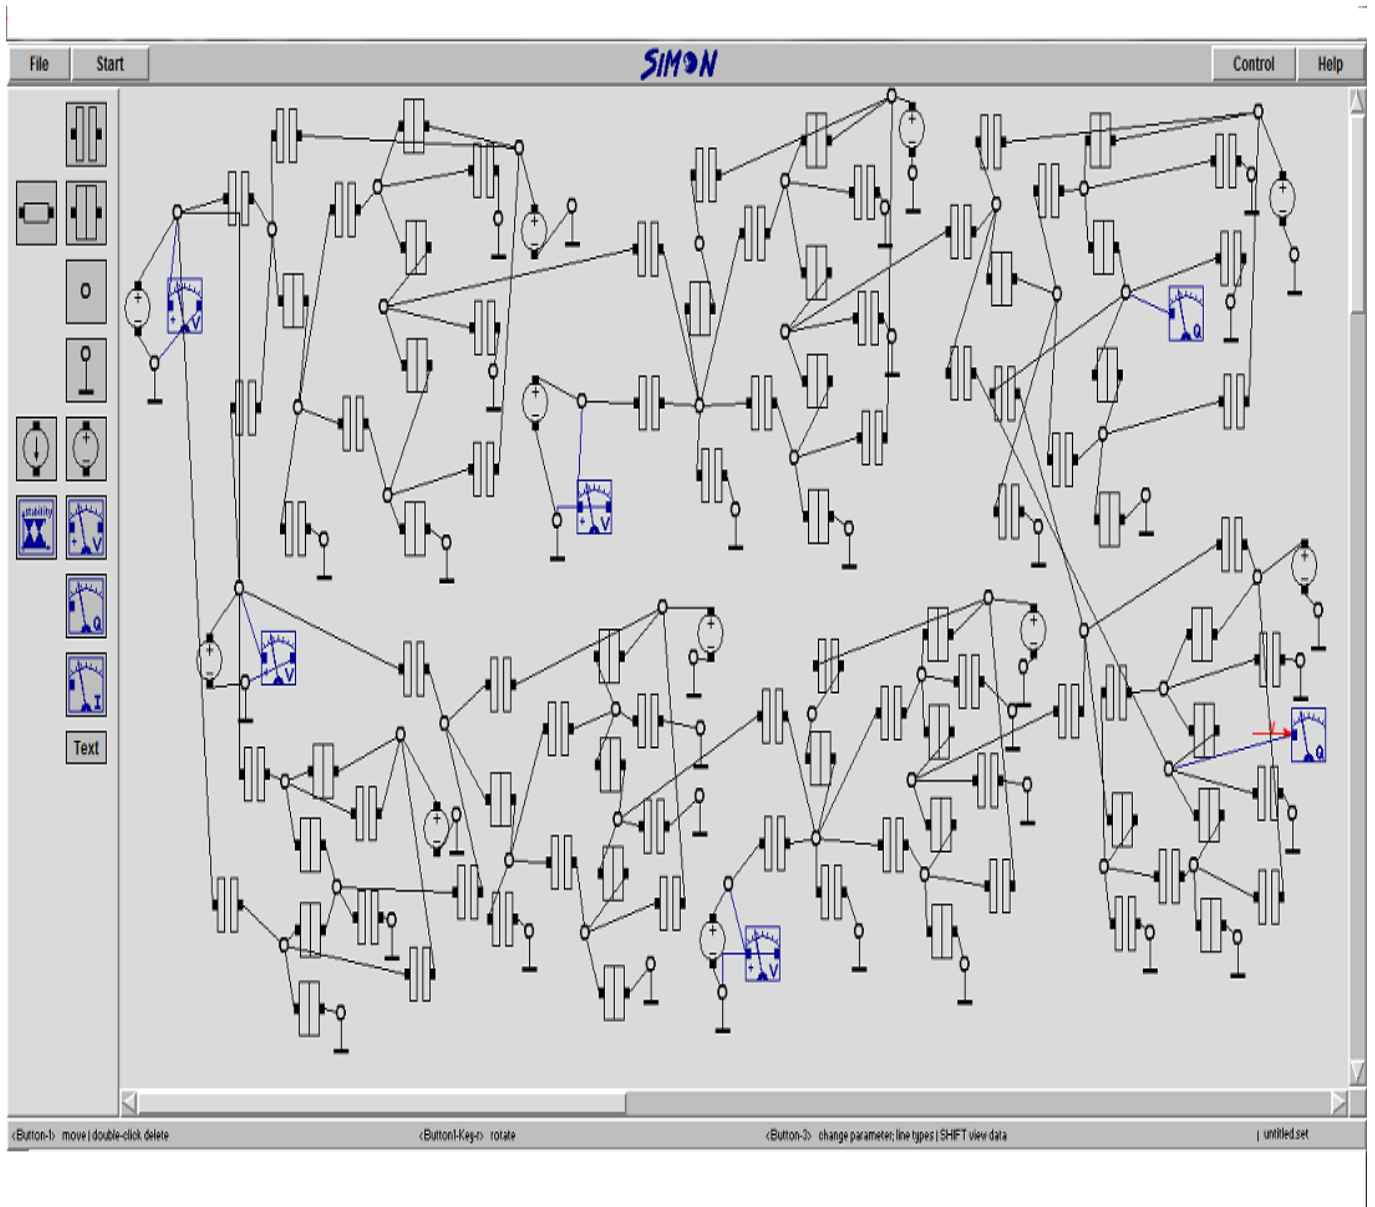 SIMON
File Start Control Help
stability
V
Q
I
Text
V
Q
V
V
V
Q
V
<Button-1> move | double-click delete <Button1-Key-r> rotate <Button-3> change parameter; line types | SHIFT view data | untitled.set